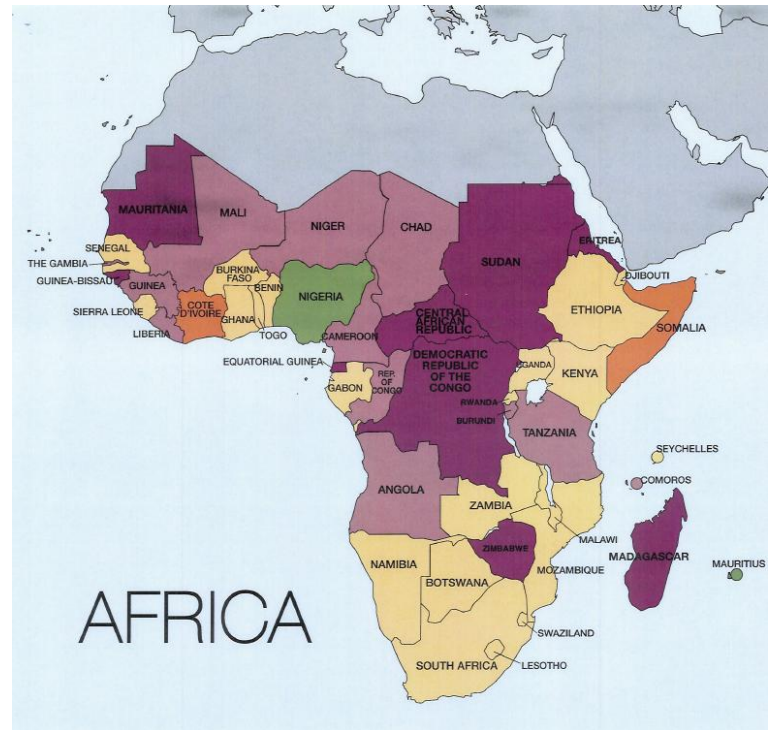 MAURITANIA
MALI
NIGER
CHAD
SUDAN
ERITREA
SENEGAL
THE GAMBIA
DJIBOUTI
GUINEA-BISSAU
GUINEA
BURKINA
FASO
BENIN
NIGERIA
ETHIOPIA
SIERRA LEONE
COTE
D'IVOIRE
GHANA
CENTRAL
AFRICAN
REPUBLIC
SOMALIA
LIBERIA
TOGO
CAMEROON
EQUATORIAL GUINEA
DEMOCRATIC
REPUBLIC
OF THE
CONGO
UGANDA
KENYA
GABON
REP.
OF
CONGO
RWANDA
BURUNDI
TANZANIA
SEYCHELLES
COMOROS
ANGOLA
ZAMBIA
MALAWI
ZIMBABWE
MADAGASCAR
MAURITIUS
NAMIBIA
BOTSWANA
MOZAMBIQUE
AFRICA
SWAZILAND
SOUTH AFRICA
LESOTHO